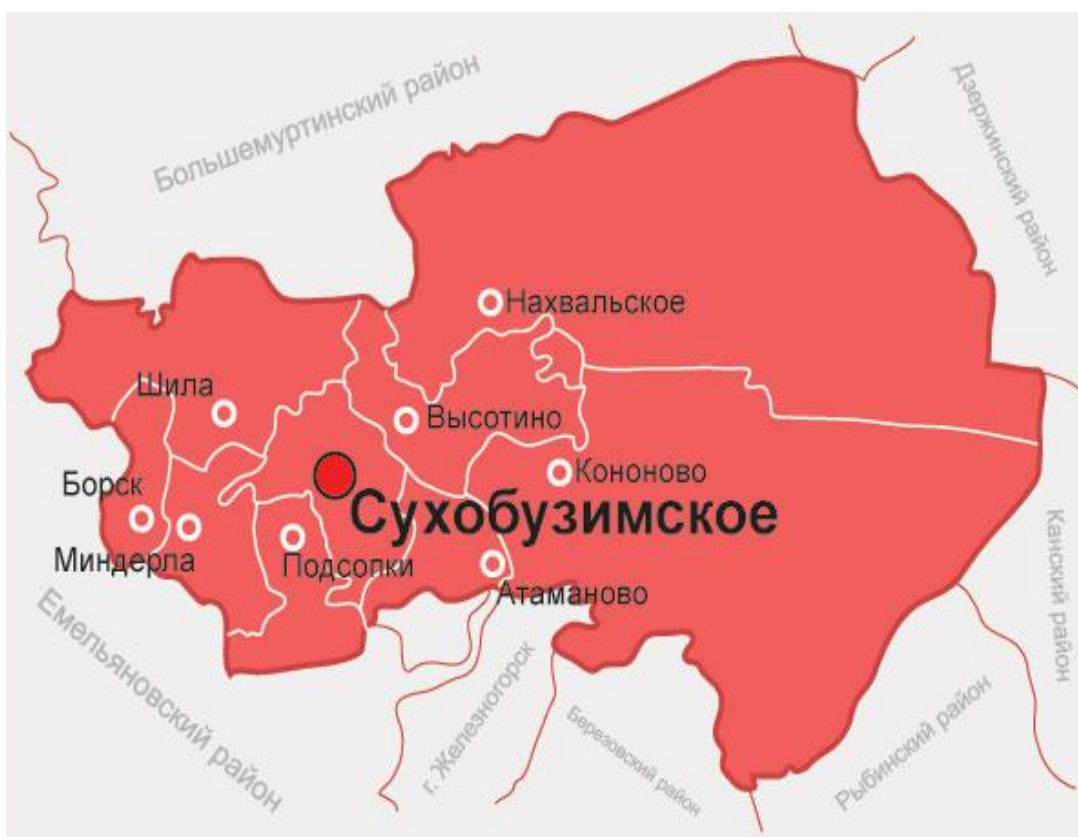 Большемуртинский район
Дзержинский район
Нахвальское
Шила
Высотино
Борск
Кононово
Сухобузимское
Миндерла
Подсопки
Атаманово
Канский район
Емельяновский район
г. Железногорск
Березовский район
Рыбинский район